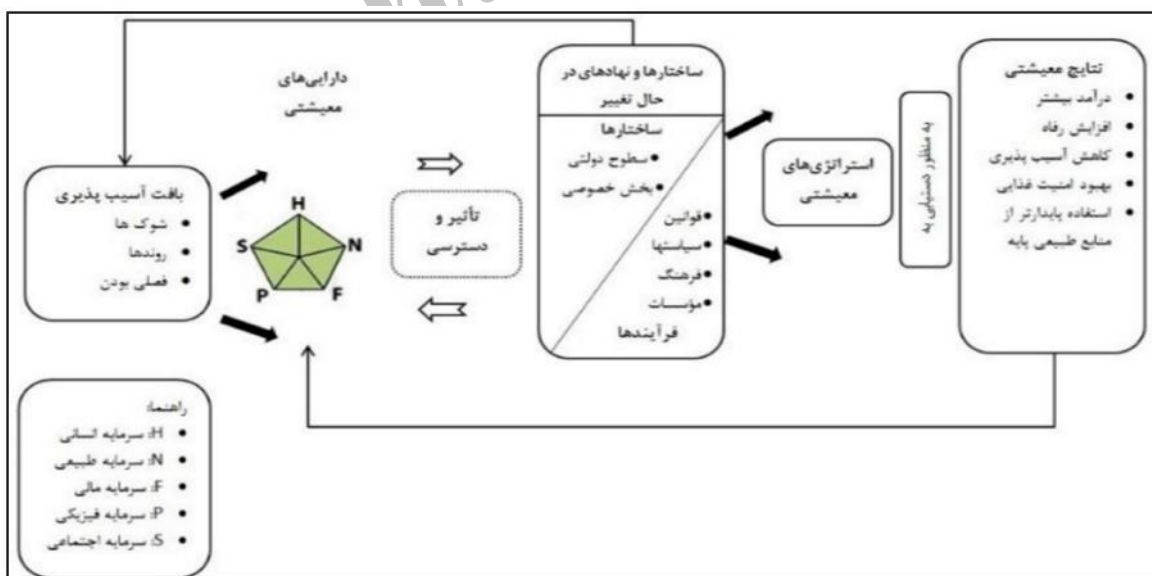 دارایی‌های
معیشتی
بافت آسیب پذیری
شوک ها
روندها
فصلی بودن
H
S
N
P
F
تأثیر و
دسترسی
ساختارها و نهادهای در
حال تغییر
ساختارها
سطوح دولتی
بخش خصوصی
قوانین
سیاستها
فرهنگ
مؤسسات
فرآیندها
استراتژی‌های
معیشتی
به منظور دستیابی به
نتایج معیشتی
درآمد بیشتر
افزایش رفاه
کاهش آسیب پذیری
بهبود امنیت غذایی
استفاده پایدارتر از
منابع طبیعی پایه
راهنما:
H: سرمایه انسانی
N: سرمایه طبیعی
F: سرمایه مالی
P: سرمایه فیزیکی
S: سرمایه اجتماعی